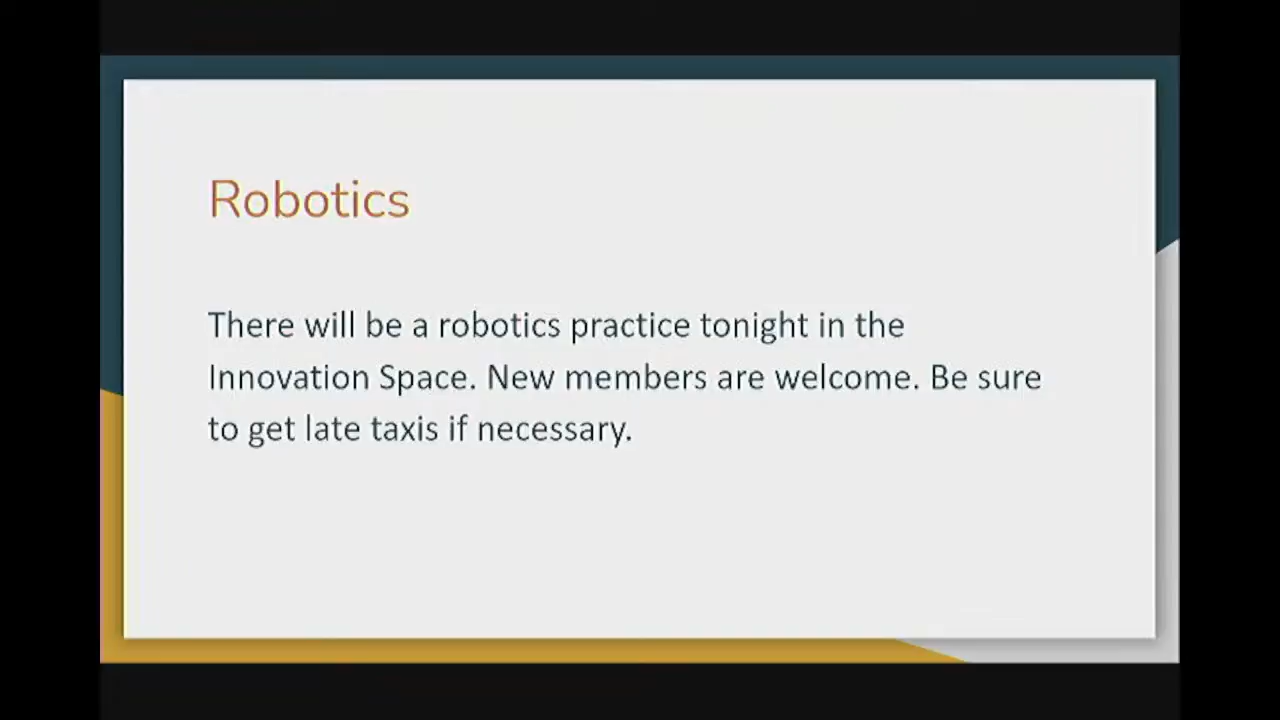 Robotics
There will be a robotics practice tonight in the
Innovation Space. New members are welcome. Be sure
to get late taxis if necessary.